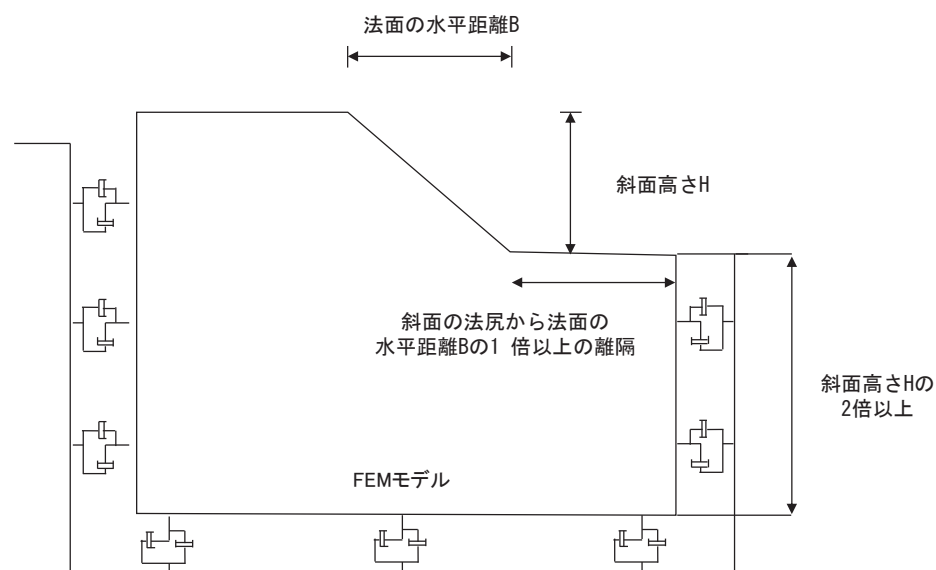 法面の水平距離B
斜面高さH
斜面の法尻から法面の
水平距離Bの1 倍以上の離隔
斜面高さHの
2倍以上
FEMモデル